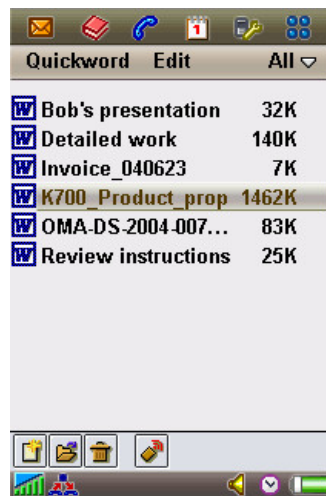 1
Quickword Edit All
W Bob's presentation 32K
W Detailed work 140K
W Invoice_040623 7K
W K700_Product_prop 1462K
W OMA-DS-2004-007... 83K
W Review instructions 25K